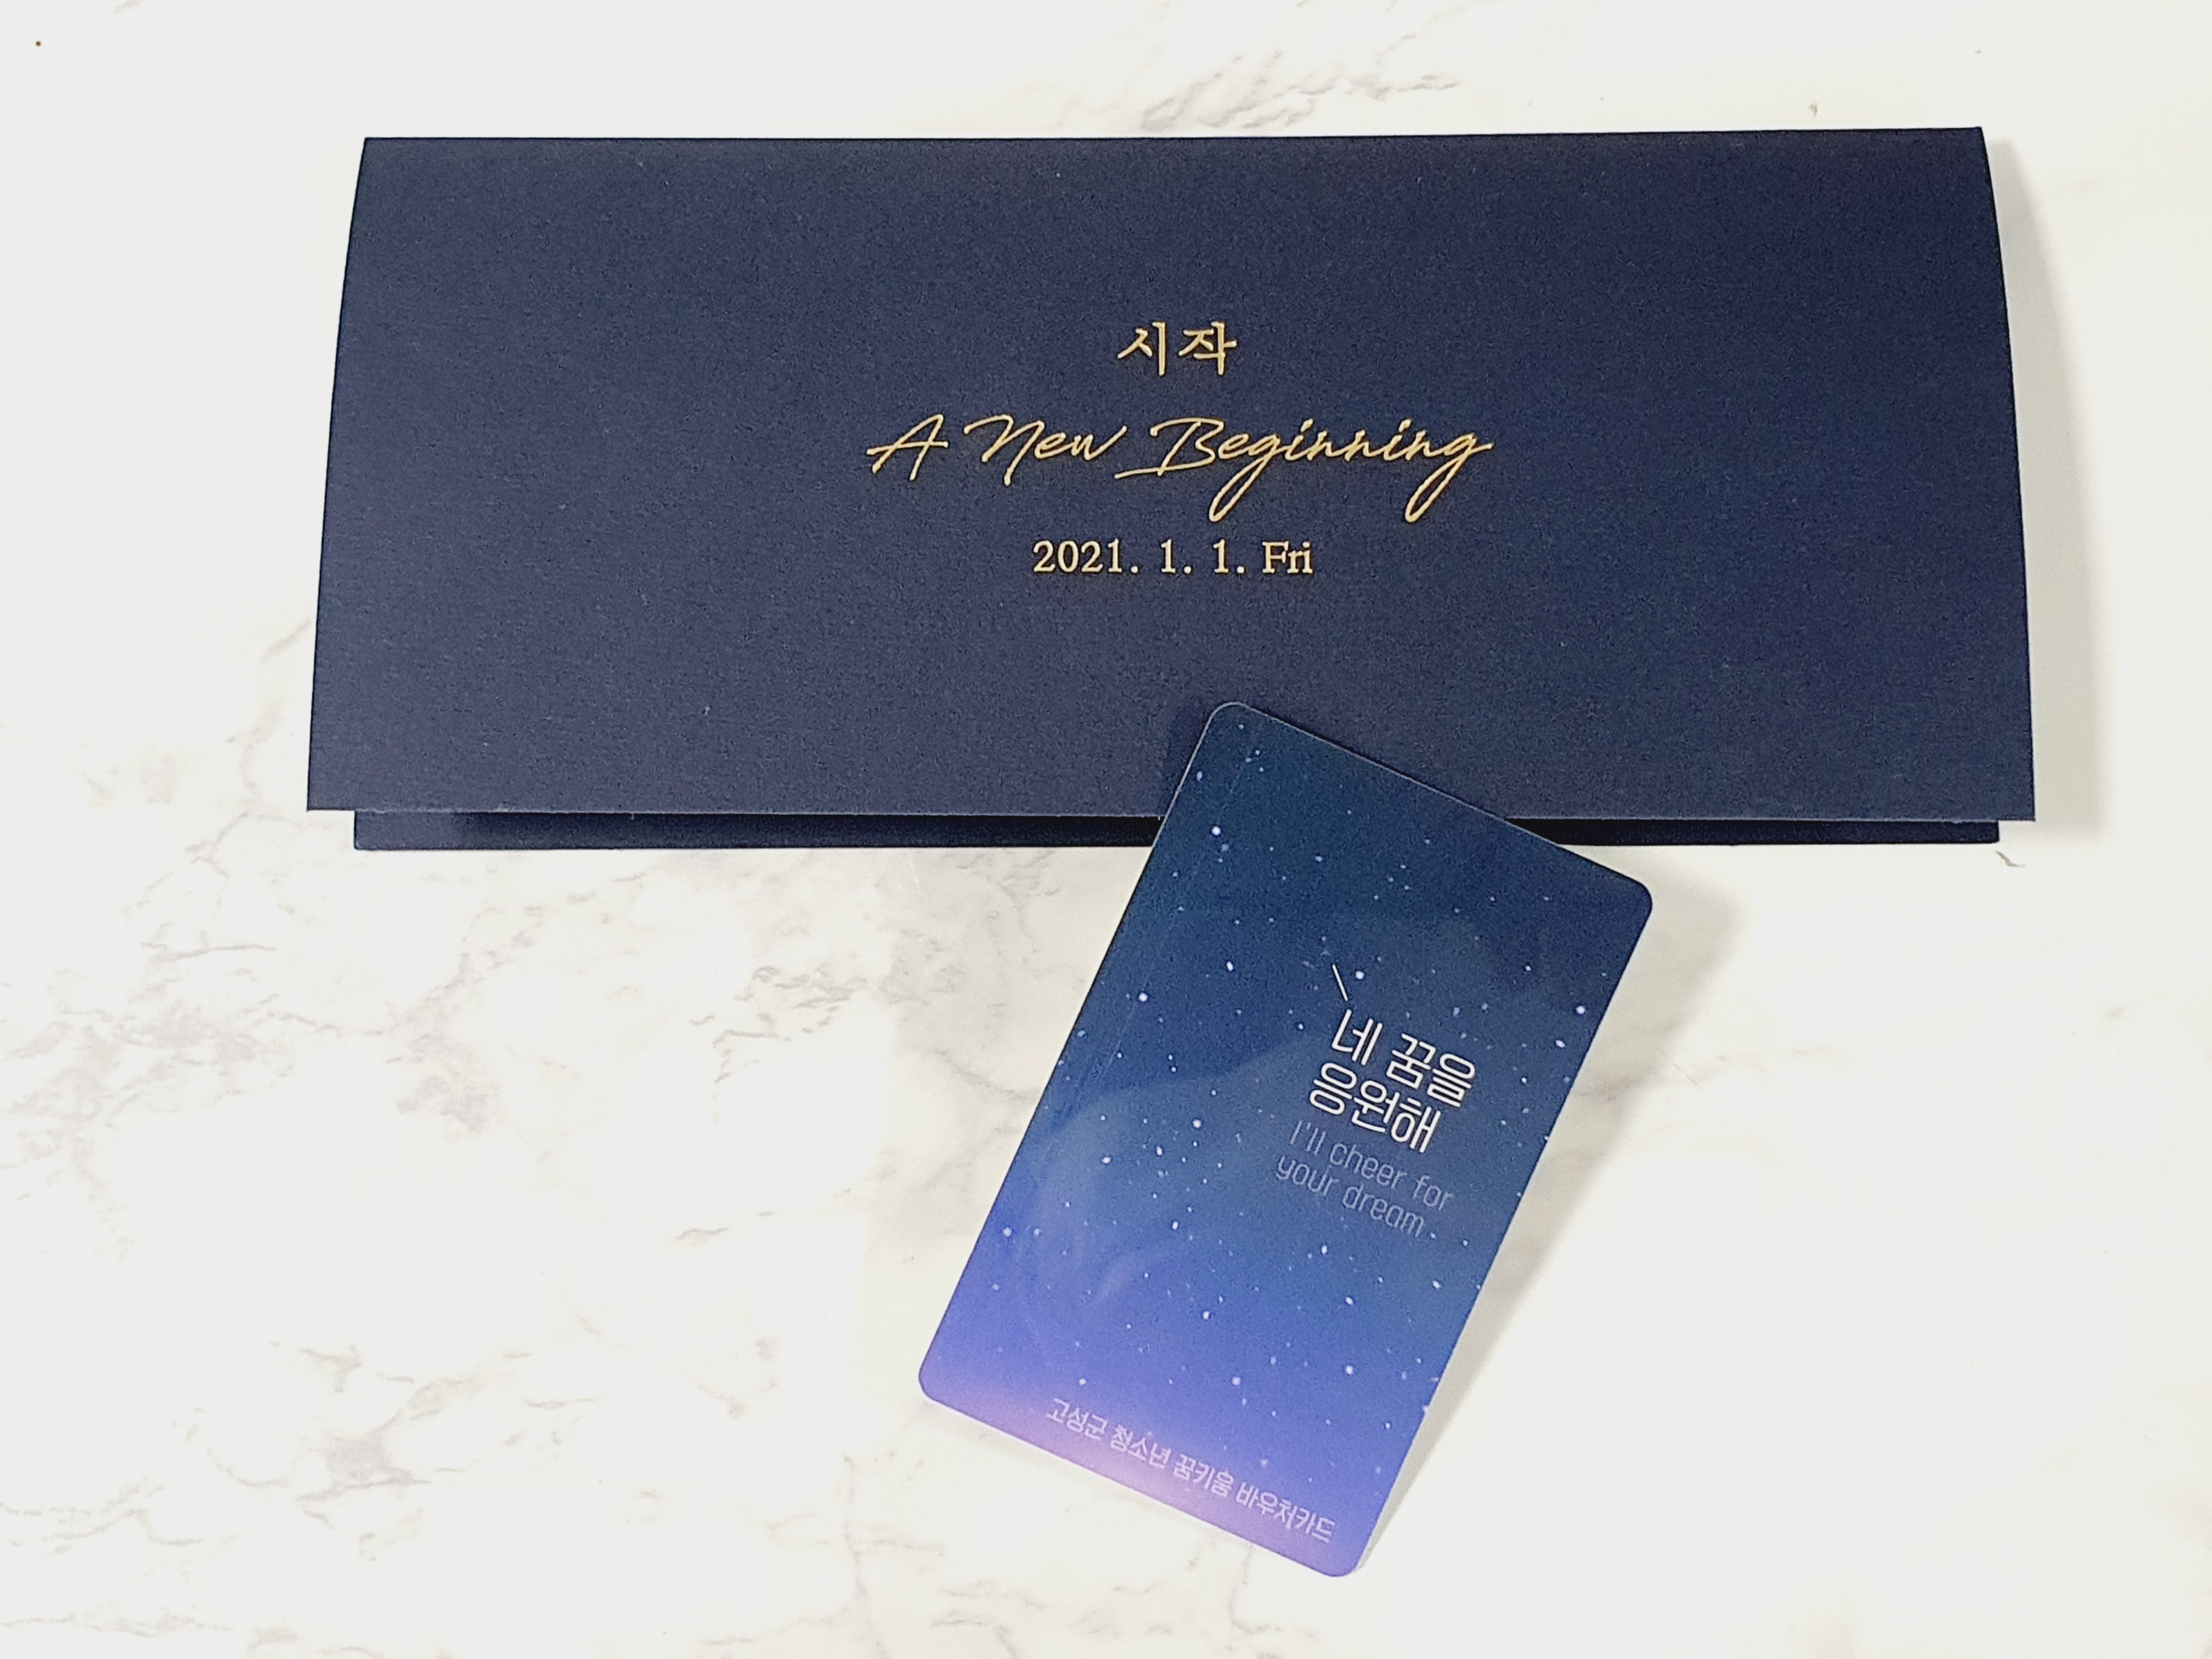 시작
A New Beginning
2021. 1. 1. Fri
네 꿈을
응원해
I'll cheer for
your dream
고성군 청소년 꿈키움 바우처카드